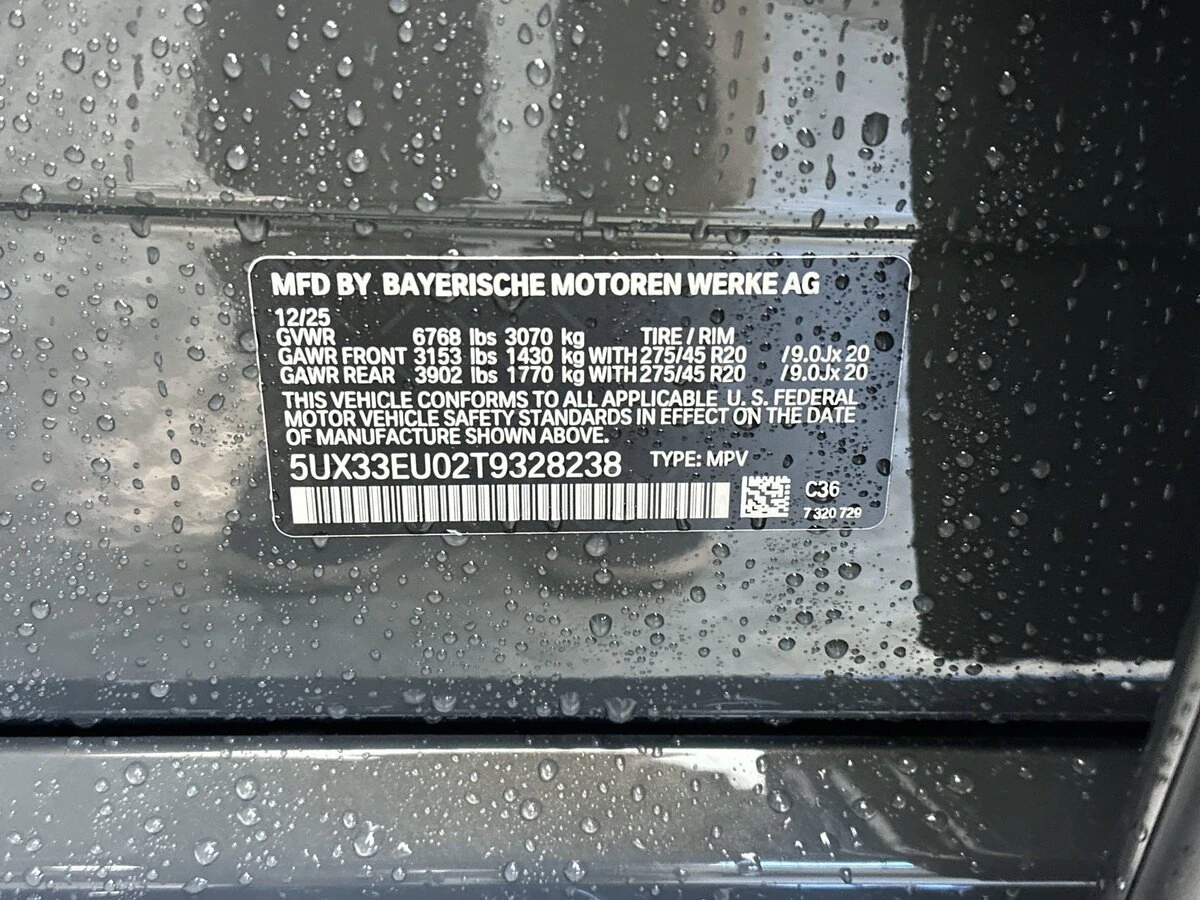 MFD BY BAYERISCHE MOTOREN WERKE AG
12/25
GVWR 6768 lbs 3070 kg TIRE / RIM
GAWR FRONT 3153 lbs 1430 kg WITH 275/45 R20 /9.0Jx 20
GAWR REAR 3902 lbs 1770 kg WITH 275/45 R20 /9.0Jx 20
THIS VEHICLE CONFORMS TO ALL APPLICABLE U. S. FEDERAL
MOTOR VEHICLE SAFETY STANDARDS IN EFFECT ON THE DATE
OF MANUFACTURE SHOWN ABOVE.
5UX33EU02T9328238 TYPE: MPV
C36
7 320 729